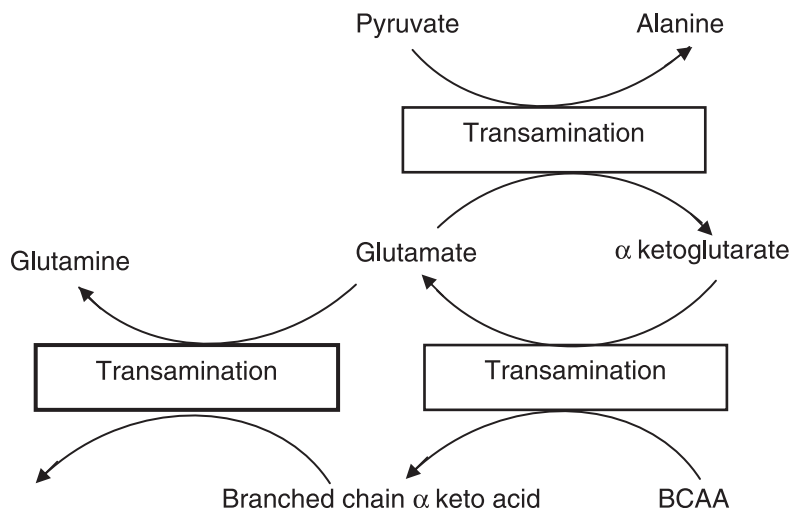 Pyruvate
Alanine
Transamination
Glutamine
Glutamate
α ketoglutarate
Transamination
Transamination
Branched chain α keto acid
BCAA